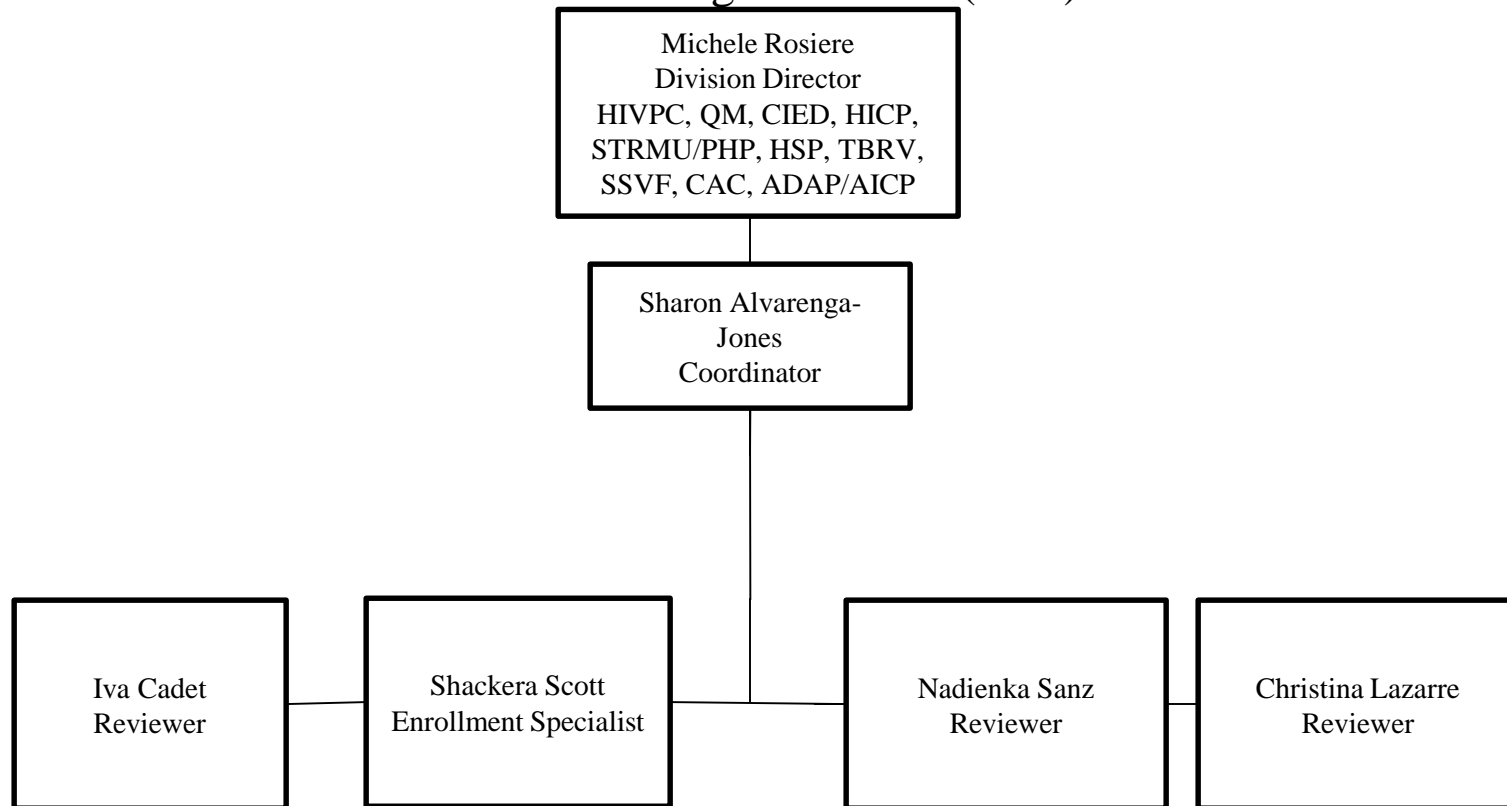 Michele Rosiere
Division Director
HIVPC, QM, CIED, HICP,
STRMU/PHP, HSP, TBRV,
SSVF, CAC, ADAP/AICP
Sharon Alvarenga-
Jones
Coordinator
Iva Cadet
Reviewer
Shackera Scott
Enrollment Specialist
Nadienka Sanz
Reviewer
Christina Lazarre
Reviewer